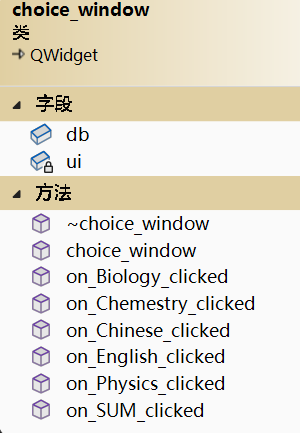 choice_window
类
QWidget
字段
db
ui
方法
~choice_window
choice_window
on_Biology_clicked
on_Chemestry_clicked
on_Chinese_clicked
on_English_clicked
on_Physics_clicked
on_SUM_clicked